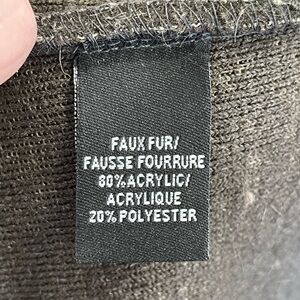 FAUX FUR/
FAUSSE FOURRURE
80% ACRYLIC/
ACRYLIQUE
20% POLYESTER